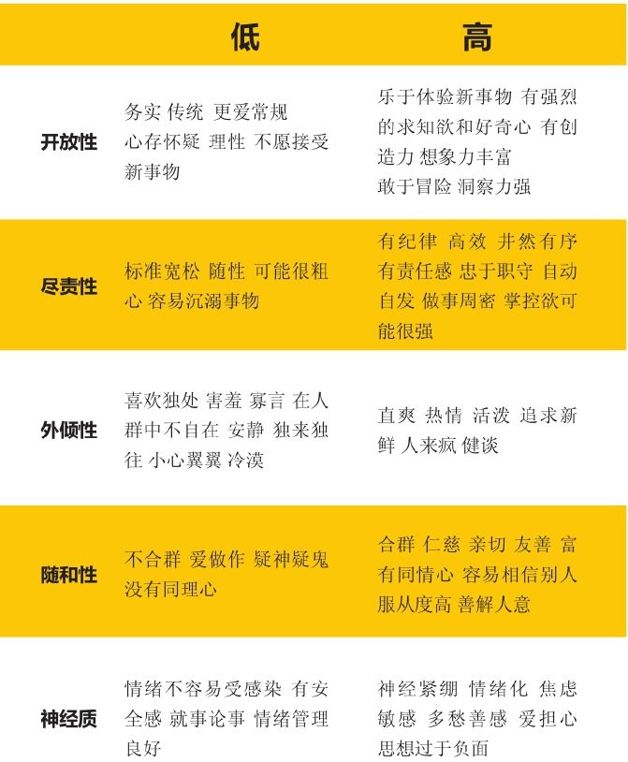 低 高
开放性
务实 传统 更爱常规
心存怀疑 理性 不愿接受
新事物
乐于体验新事物 有强烈
的求知欲和好奇心 有创
造力 想象力丰富
敢于冒险 洞察力强
尽责性
标准宽松 随性 可能很粗
心 容易沉溺事物
有纪律 高效 井然有序
有责任感 忠于职守 自动
自发 做事周密 掌控欲可
能很强
外倾性
喜欢独处 害羞 寡言 在人
群中不自在 安静 独来独
往 小心翼翼 冷漠
直爽 热情 活泼 追求新
鲜 人来疯 健谈
随和性
不合群 爱做作 疑神疑鬼
没有同理心
合群 仁慈 亲切 友善 富
有同情心 容易相信别人
服从度高 善解人意
神经质
情绪不容易受感染 有安
全感 就事论事 情绪管理
良好
神经紧绷 情绪化 焦虑
敏感 多愁善感 爱担心
思想过于负面